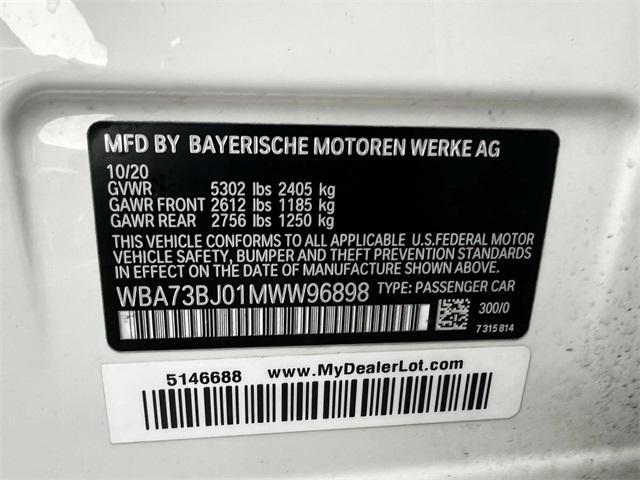 MFD BY BAYERISCHE MOTOREN WERKE AG
10/20
GVWR 5302 lbs 2405 kg
GAWR FRONT 2612 lbs 1185 kg
GAWR REAR 2756 lbs 1250 kg
THIS VEHICLE CONFORMS TO ALL APPLICABLE U.S.FEDERAL MOTOR
VEHICLE SAFETY, BUMPER AND THEFT PREVENTION STANDARDS
IN EFFECT ON THE DATE OF MANUFACTURE SHOWN ABOVE.
WBA73BJ01MWW96898 TYPE: PASSENGER CAR
300/0
7 315 814
5146688 www.MyDealerLot.com